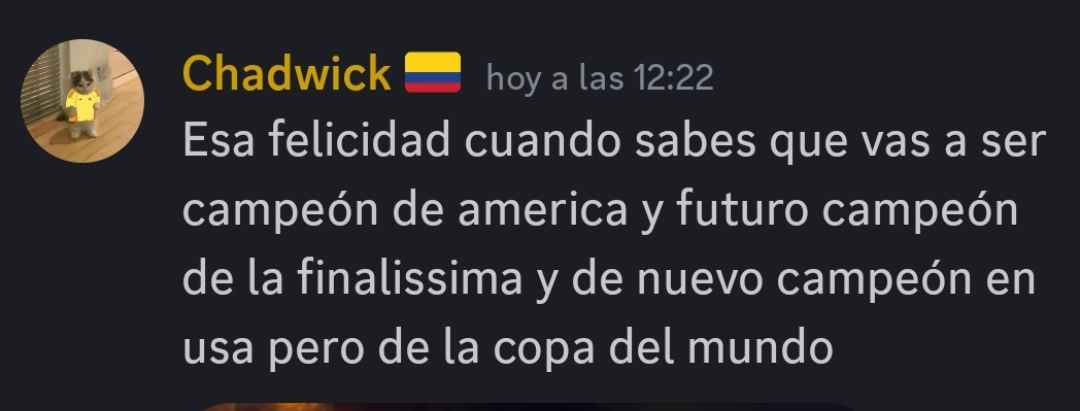 Chadwick 🇨🇴 hoy a las 12:22
Esa felicidad cuando sabes que vas a ser
campeón de america y futuro campeón
de la finalissima y de nuevo campeón en
usa pero de la copa del mundo